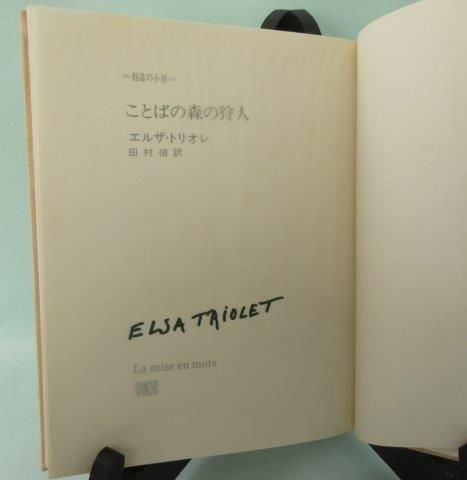 =創造の小径=
ことばの森の狩人
エルザ・トリオレ
田村俶訳
ELSA TRIOLET
La mise en mots